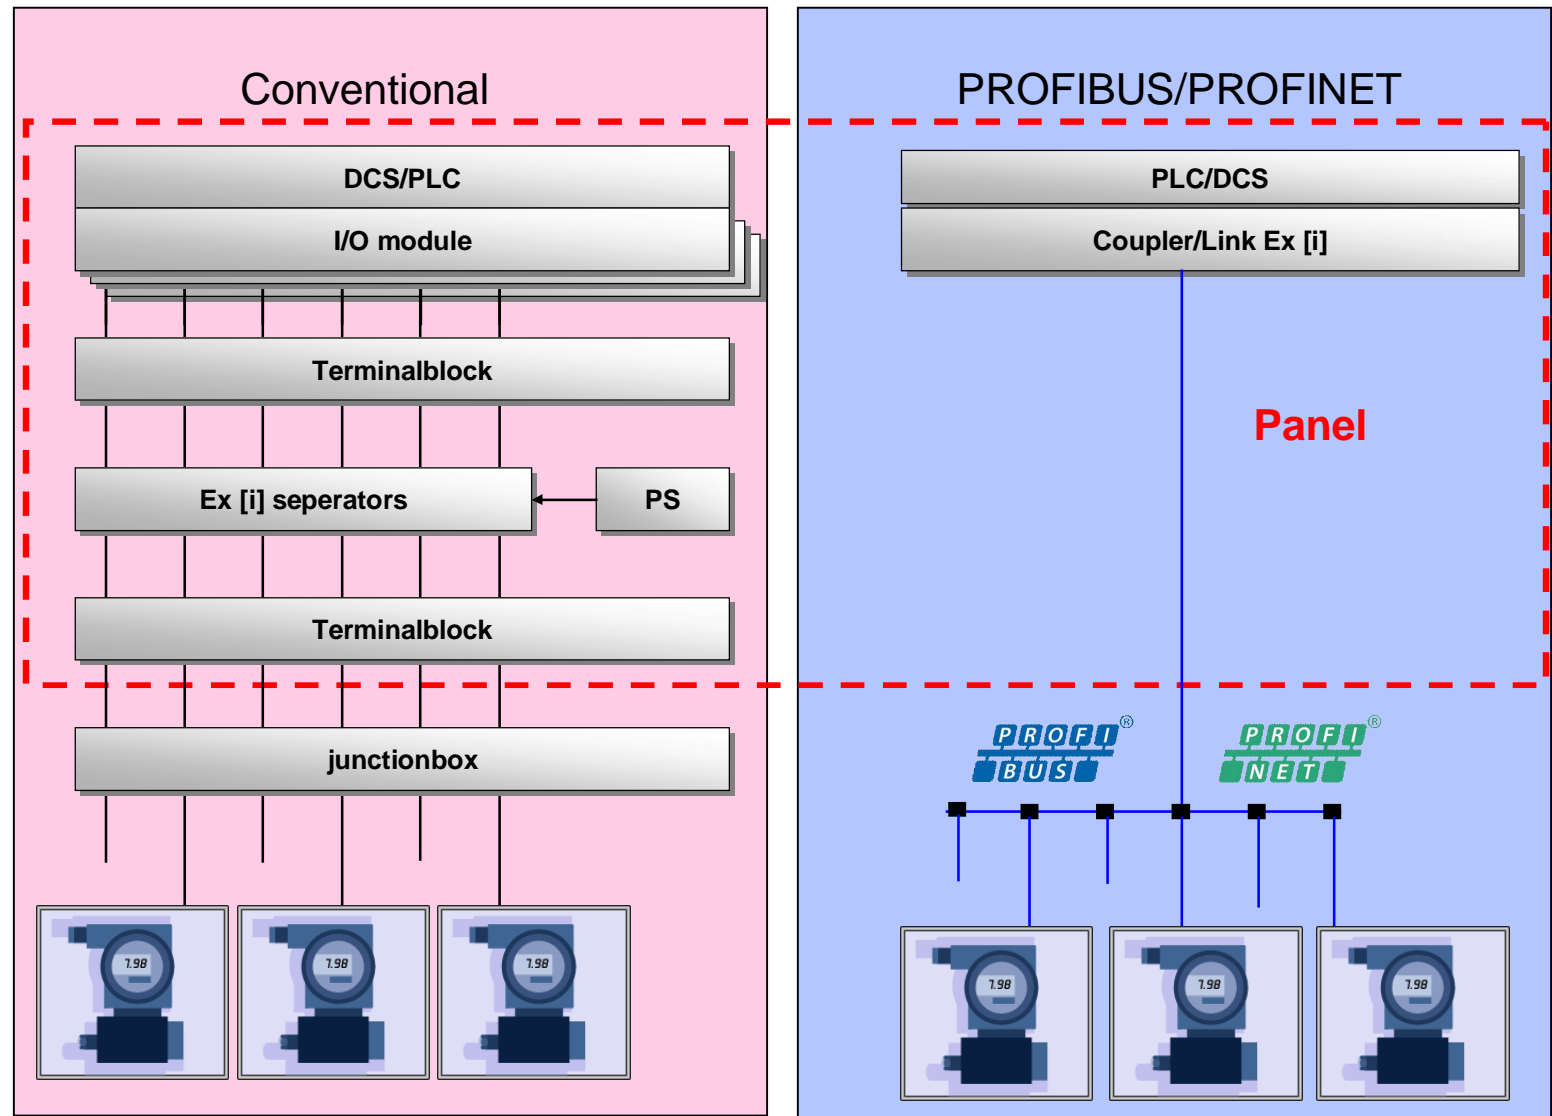 Conventional
DCS/PLC
I/O module
Terminalblock
Ex [i] seperators
PS
Terminalblock
junctionbox
7.98
7.98
7.98
PROFIBUS/PROFINET
PLC/DCS
Coupler/Link Ex [i]
Panel
PROFI®
BUS
PROFI®
NET
7.98
7.98
7.98